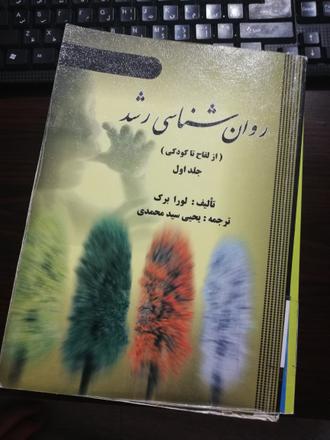 روان شناسی رشد
( از لقاح تا کودکی )
جلد اول
تألیف: لورا برک
ترجمه: یحیی سید محمدی